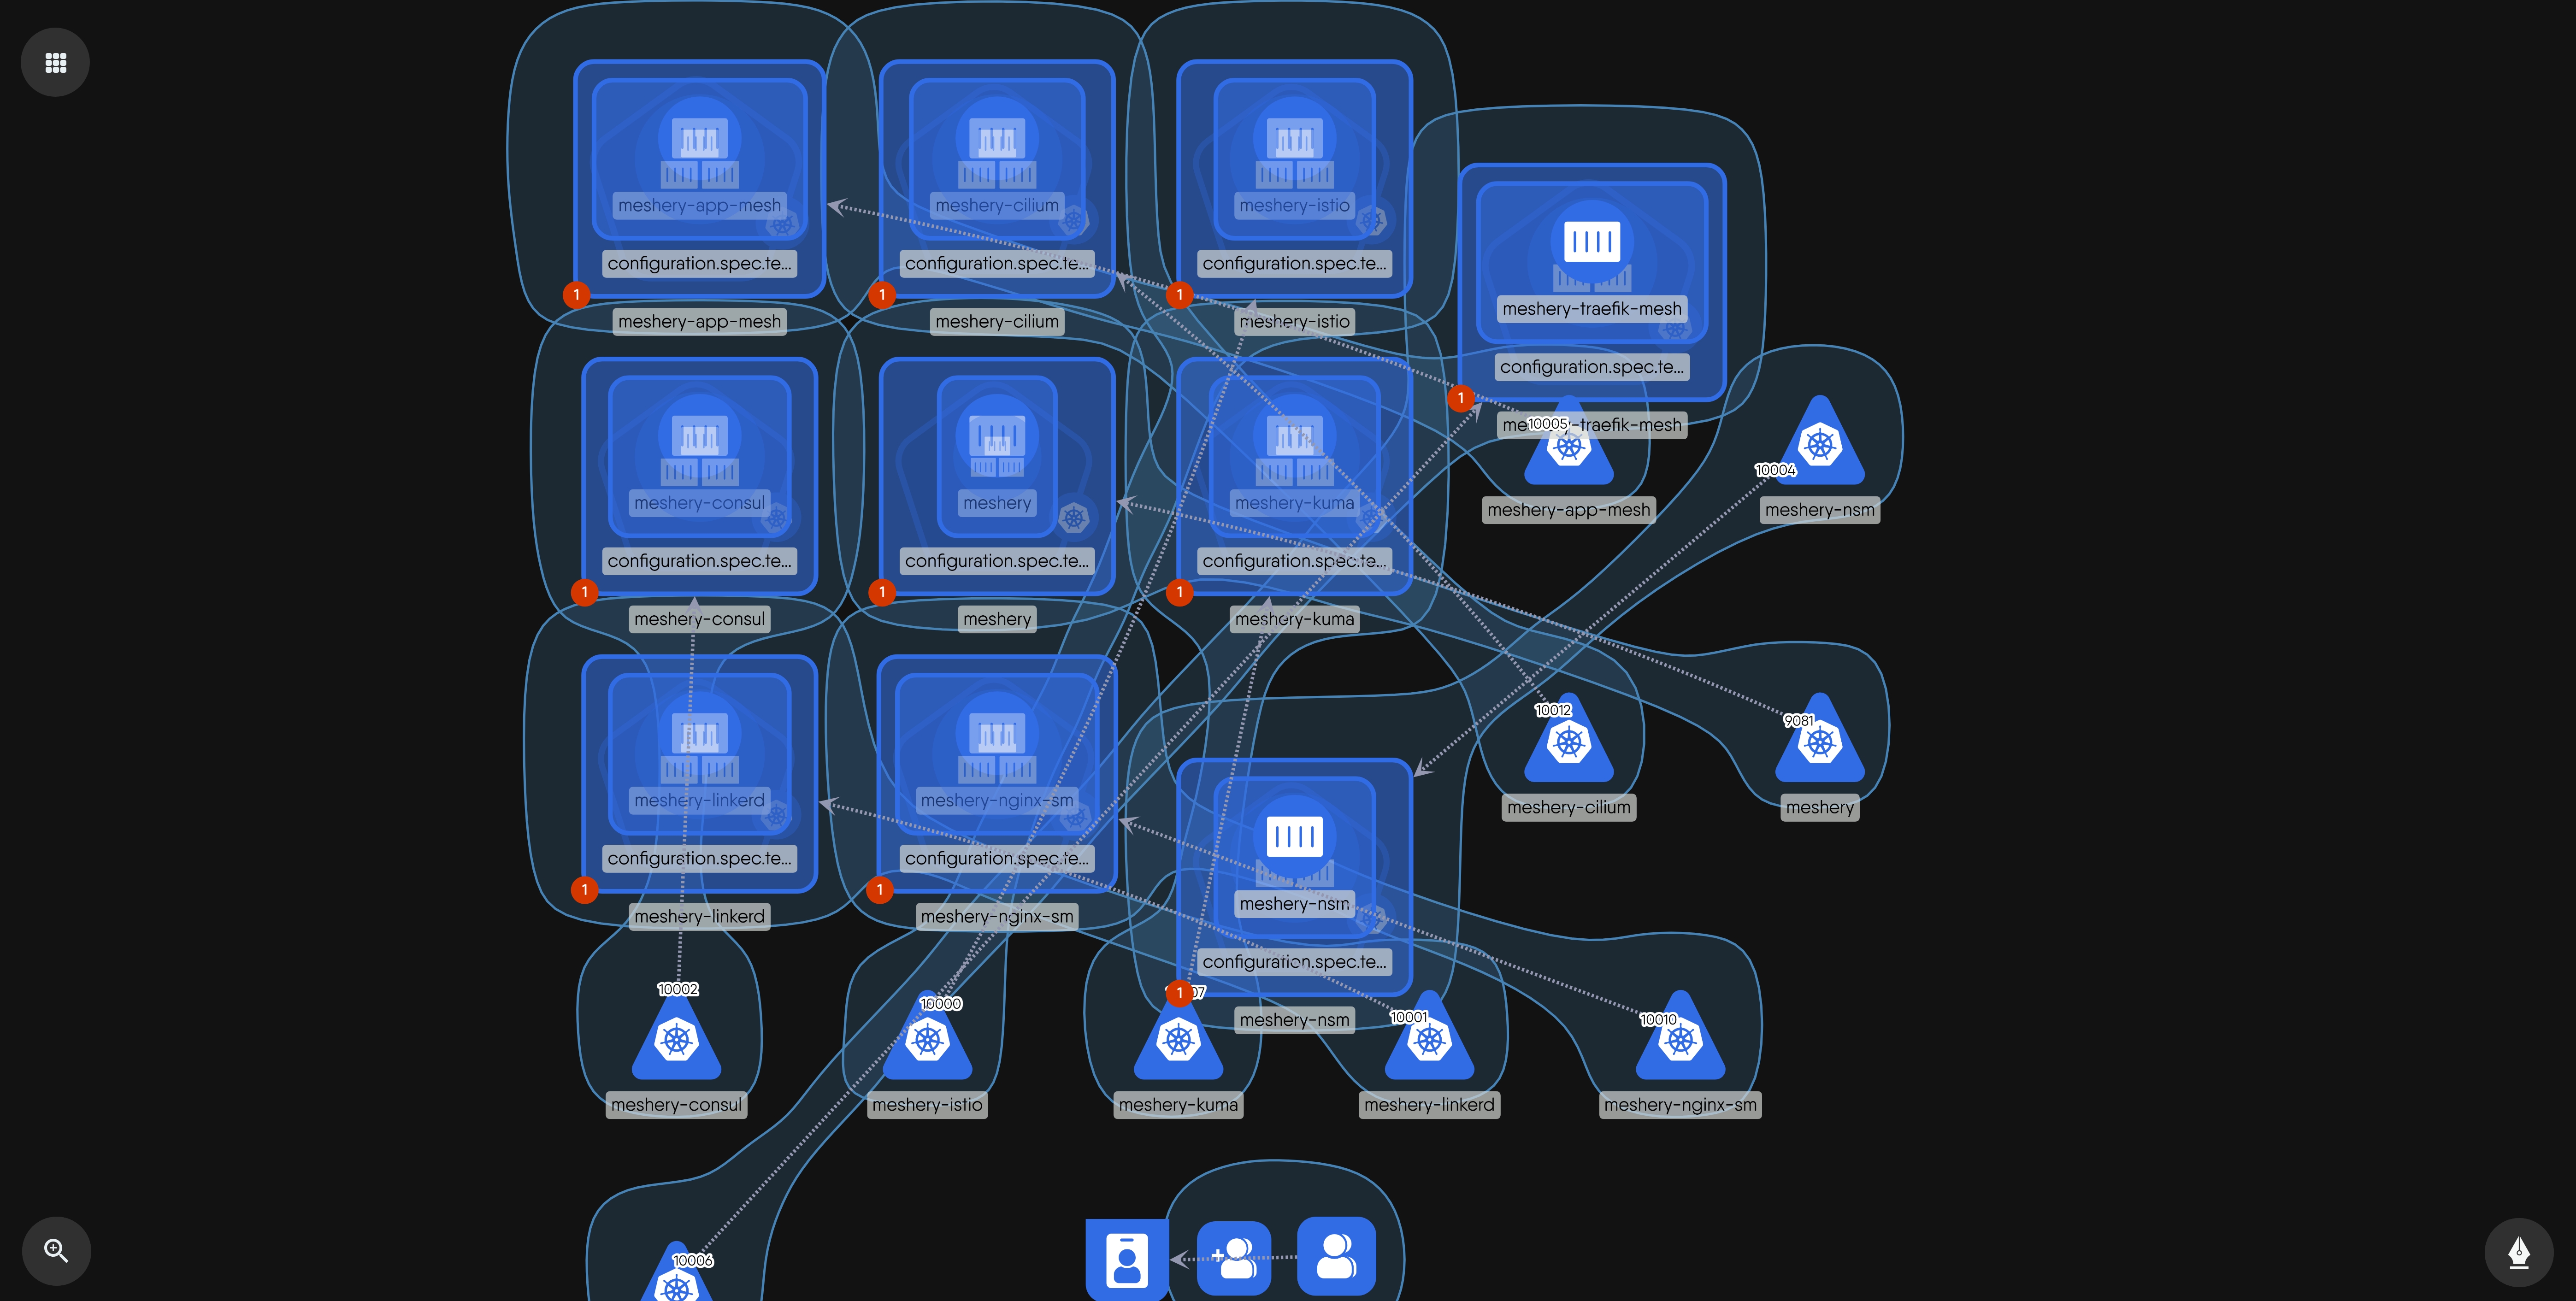 meshery-app-mesh
configuration.spec.te...
1
meshery-app-mesh
meshery-cilium
configuration.spec.te...
1
meshery-cilium
meshery-istio
configuration.spec.te...
1
meshery-istio
meshery-traefik-mesh
configuration.spec.te...
1
10005
meshery-app-mesh
10004
meshery-nsm
meshery-consul
configuration.spec.te...
1
meshery-consul
meshery
configuration.spec.te...
1
meshery
meshery-kuma
configuration.spec.te...
1
meshery-kuma
meshery-linkerd
configuration.spec.te...
1
meshery-linkerd
meshery-nginx-sm
configuration.spec.te...
1
meshery-nginx-sm
meshery-nsm
configuration.spec.te...
1
meshery-nsm
10012
meshery-cilium
9081
meshery
10002
meshery-consul
10000
meshery-istio
meshery-kuma
10001
meshery-linkerd
10010
meshery-nginx-sm
10006